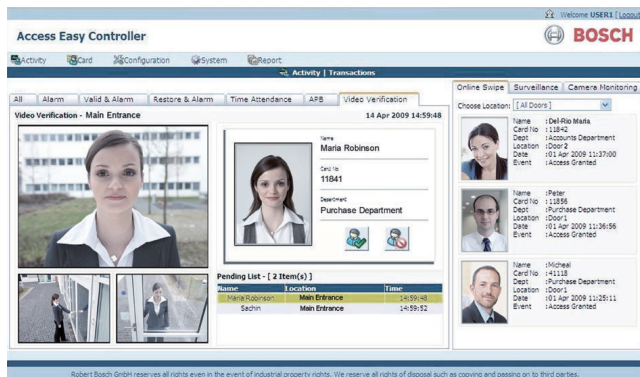 Welcome USER1 [Logout
Access Easy Controller
BOSCH
Activity Card Configuration System Report
Activity | Transactions
All Alarm Valid & Alarm Restore & Alarm Time Attendance APB Video Verification
Video Verification - Main Entrance 14 Apr 2009 14:59:48
Name
Maria Robinson
Card No
11841
Department
Purchase Department
Pending List - [ 2 Item(s) ]
Name Location Time
Maria Robinson Main Entrance 14:59:48
Sachin Main Entrance 14:59:52
Online Swipe Surveillance Camera Monitoring
Choose Location: [ All Doors ]
Name :Del-Rio Maria
Card No :11842
Dept :Accounts Department
Location :Door 2
Date :01 Apr 2009 11:37:00
Event :Access Granted
Name :Peter
Card No :11856
Dept :Purchase Department
Location :Door1
Date :01 Apr 2009 11:36:56
Event :Access Granted
Name :Micheal
Card No :41118
Dept :Purchase Department
Location :Door1
Date :01 Apr 2009 11:25:11
Event :Access Granted
Robert Bosch GmbH reserves all rights even in the event of industrial property rights. We reserve all rights of disposal such as copying and passing on to third parties.